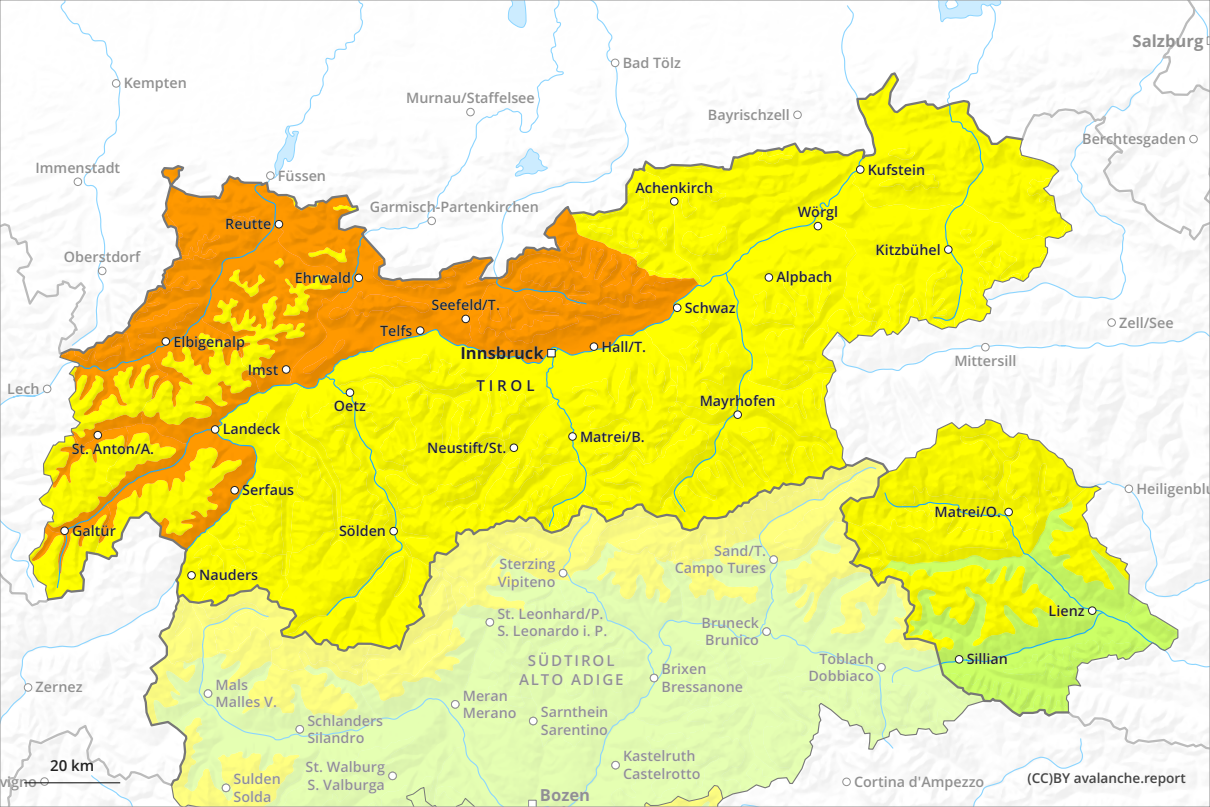 Salzburg
Bad Tölz
Kempten
Murnau/Staffelsee
Bayrischzell
Berchtesgaden
Immenstadt
Füssen
Kufstein
Achenkirch
Garmisch-Partenkirchen
Wörgl
Reutte
Kitzbühel
Oberstdorf
Ehrwald
Alpbach
Seefeld/T.
Schwaz
Zell/See
Telfs
Elbigenalp
Innsbruck
Hall/T.
Mittersill
Imst
TIROL
Lech
Oetz
Mayrhofen
Landeck
Matrei/B.
St. Anton/A.
Neustift/St.
Serfaus
Heiligenblu
Matrei/O.
Galtür
Sölden
Sand/T.
Campo Tures
Sterzing
Vipiteno
Nauders
Lienz
St. Leonhard/P.
S. Leonardo i. P.
Bruneck
Brunico
SÜDTIROL
ALTO ADIGE
Sillian
Toblach
Dobbiaco
Brixen
Bressanone
Zernez
Mals
Malles V.
Meran
Merano
Sarnthein
Sarentino
Schlanders
Silandro
Kastelruth
Castelrotto
St. Walburg
S. Valburga
20 km
vigno
Sulden
Solda
Cortina d'Ampezzo
(CC)BY avalanche.report
Bozen